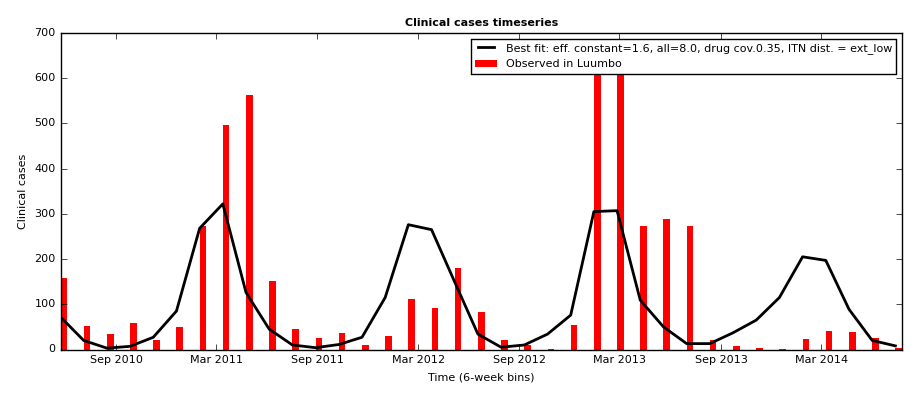 Clinical cases timeseries
Best fit: eff. constant=1.6, all=8.0, drug cov.0.35, ITN dist. = ext_low
Observed in Luumbo
Clinical cases
700
600
500
400
300
200
100
0
Sep 2010 Mar 2011 Sep 2011 Mar 2012 Sep 2012 Mar 2013 Sep 2013 Mar 2014
Time (6-week bins)